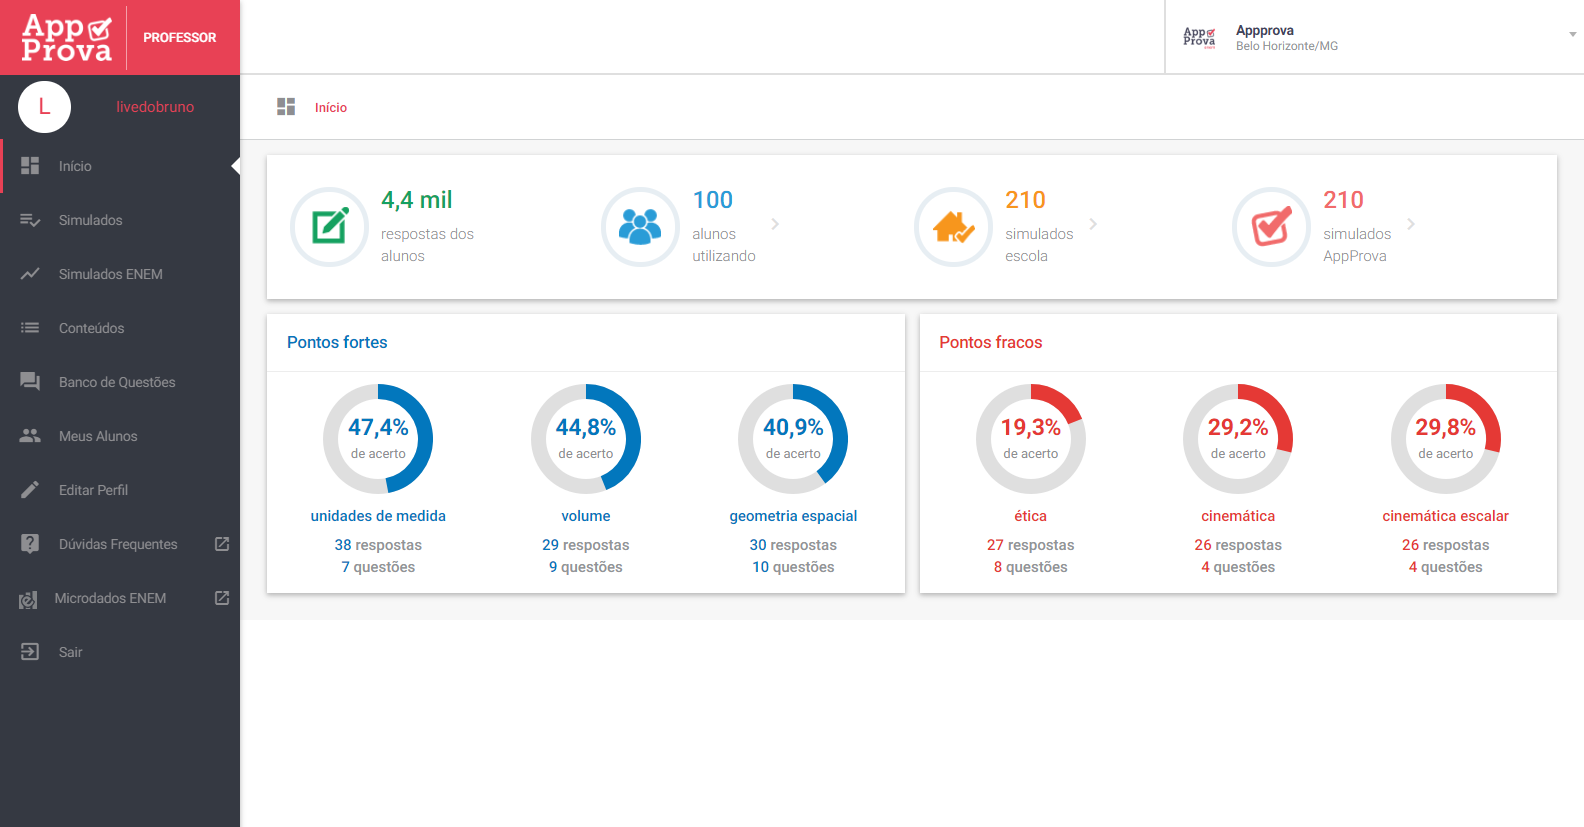 App
Prova
PROFESSOR
App
Prova
Appprova
Belo Horizonte/MG
L
livedobruno
Início
Início
Simulados
Simulados ENEM
Conteúdos
Banco de Questões
Meus Alunos
Editar Perfil
Dúvidas Frequentes
Microdados ENEM
Sair
4,4 mil
respostas dos
alunos
100
alunos
utilizando
210
simulados
escola
210
simulados
AppProva
Pontos fortes
47,4%
de acerto
unidades de medida
38 respostas
7 questões
44,8%
de acerto
volume
29 respostas
9 questões
40,9%
de acerto
geometria espacial
30 respostas
10 questões
Pontos fracos
19,3%
de acerto
ética
27 respostas
8 questões
29,2%
de acerto
cinemática
26 respostas
4 questões
29,8%
de acerto
cinemática escalar
26 respostas
4 questões